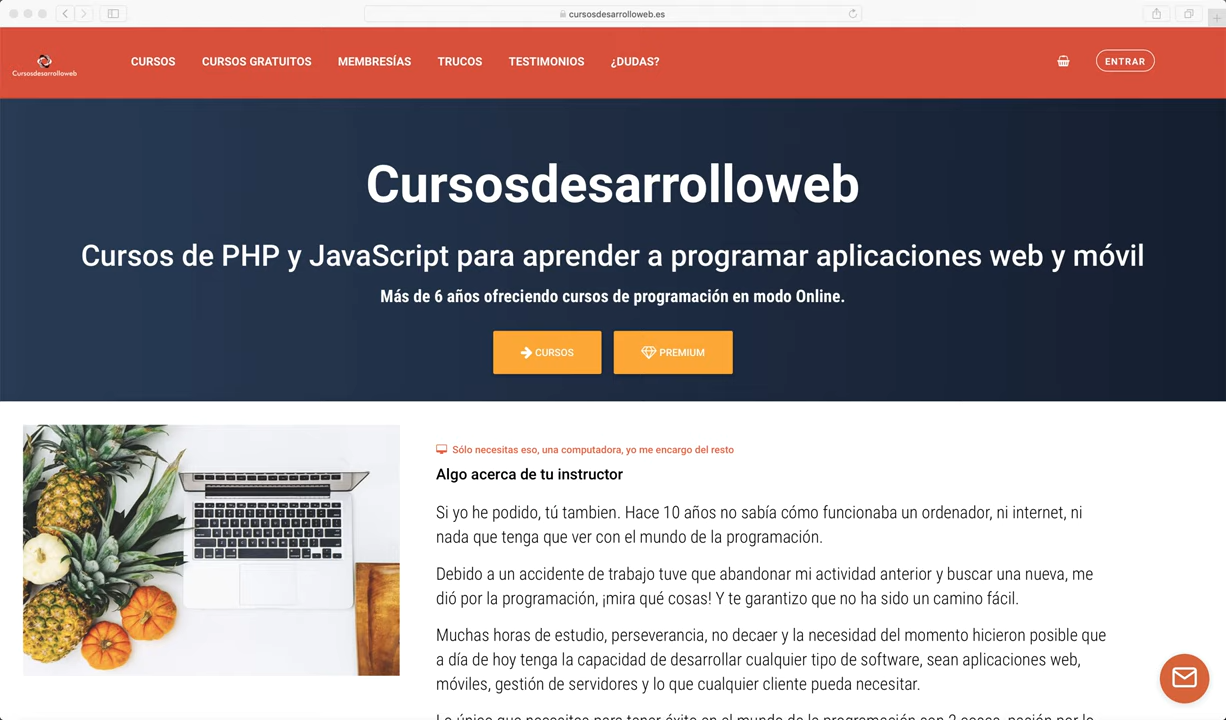 cursosdesarrolloweb.es
Cursosdesarrolloweb
CURSOS
CURSOS GRATUITOS
MEMBRESÍAS
TRUCOS
TESTIMONIOS
¿DUDAS?
ENTRAR
Cursosdesarrolloweb
Cursos de PHP y JavaScript para aprender a programar aplicaciones web y móvil
Más de 6 años ofreciendo cursos de programación en modo Online.
CURSOS
PREMIUM
Sólo necesitas eso, una computadora, yo me encargo del resto
Algo acerca de tu instructor
Si yo he podido, tú tambien. Hace 10 años no sabía cómo funcionaba un ordenador, ni internet, ni
nada que tenga que ver con el mundo de la programación.
Debido a un accidente de trabajo tuve que abandonar mi actividad anterior y buscar una nueva, me
dió por la programación, ¡mira qué cosas! Y te garantizo que no ha sido un camino fácil.
Muchas horas de estudio, perseverancia, no decaer y la necesidad del momento hicieron posible que
a día de hoy tenga la capacidad de desarrollar cualquier tipo de software, sean aplicaciones web,
móviles, gestión de servidores y lo que cualquier cliente pueda necesitar.